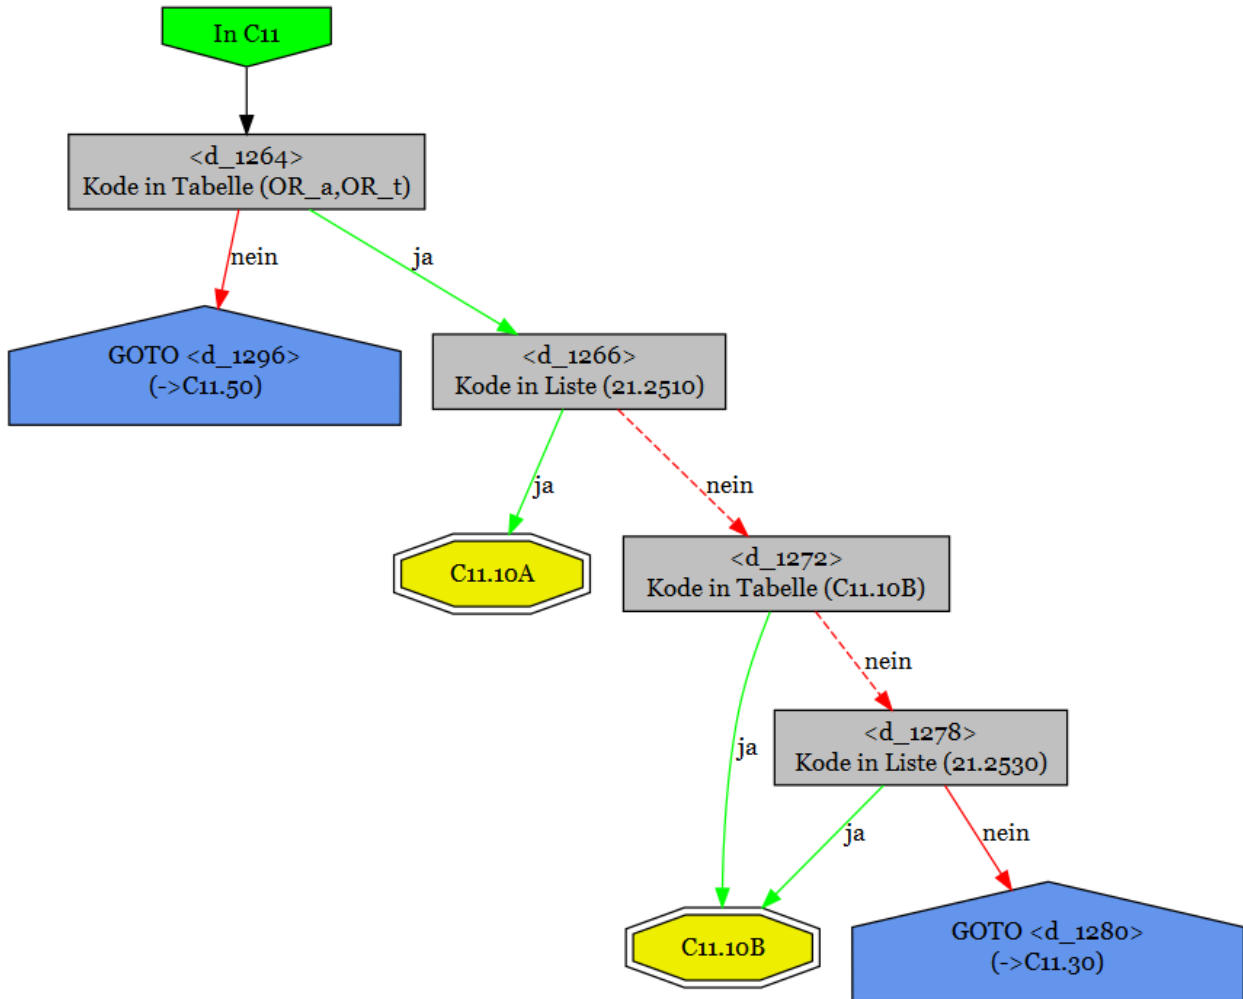 In C11
<d_1264>
Kode in Tabelle (OR_a,OR_t)
nein
ja
GOTO <d_1296>
(->C11.50)
<d_1266>
Kode in Liste (21.2510)
ja
nein
C11.10A
<d_1272>
Kode in Tabelle (C11.10B)
nein
ja
<d_1278>
Kode in Liste (21.2530)
ja
nein
C11.10B
GOTO <d_1280>
(->C11.30)